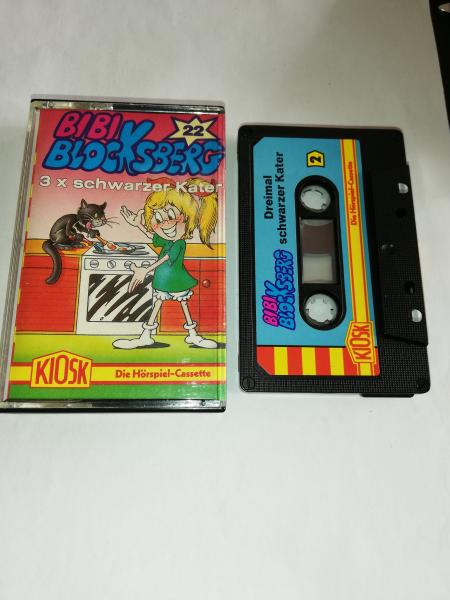 BIBI
BLOCKSBERG
22
3 x schwarzer Kater
KIOSK
Die Hörspiel-Cassette
BIBI
BLOCKSBERG
Dreimal
schwarzer Kater
2
KIOSK
Die Hörspiel-Cassette